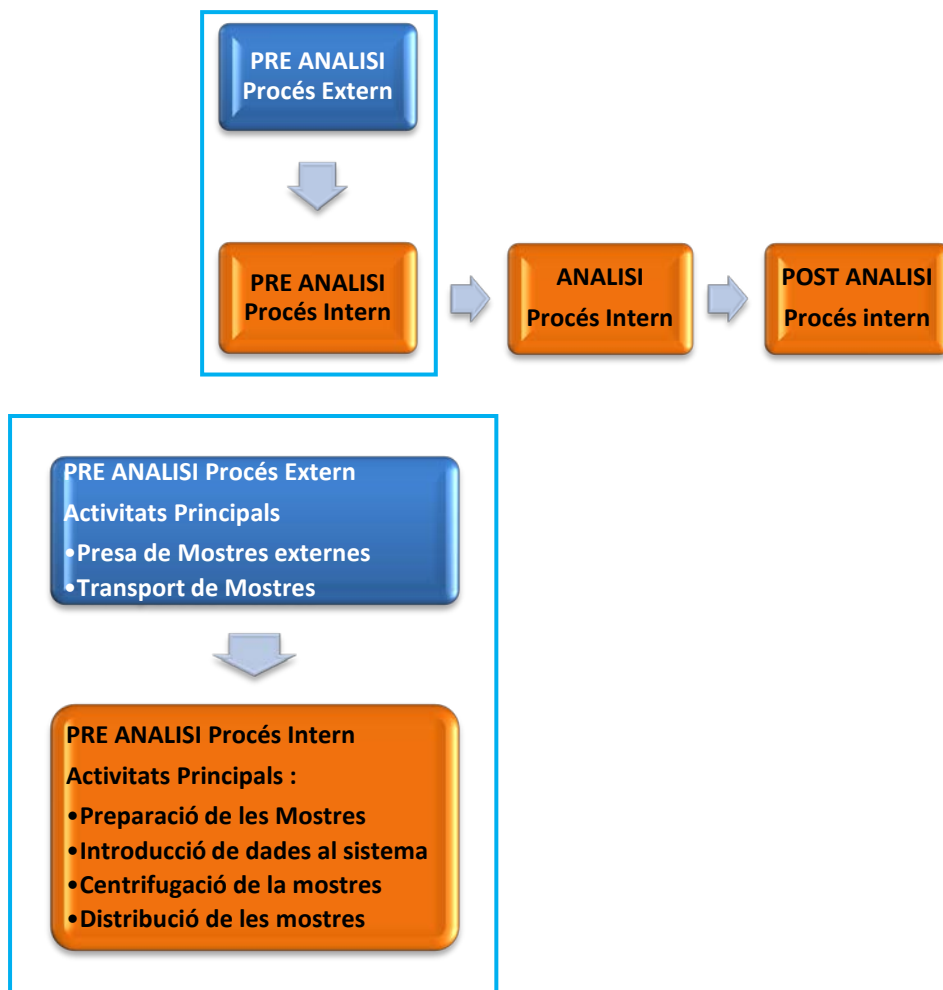 PRE ANALISI
Procés Extern
PRE ANALISI
Procés Intern
ANALISI
Procés Intern
POST ANALISI
Procés intern
PRE ANALISI Procés Extern
Activitats Principals
•Presa de Mostres externes
•Transport de Mostres
PRE ANALISI Procés Intern
Activitats Principals :
•Preparació de les Mostres
•Introducció de dades al sistema
•Centrifugació de la mostres
•Distribució de les mostres